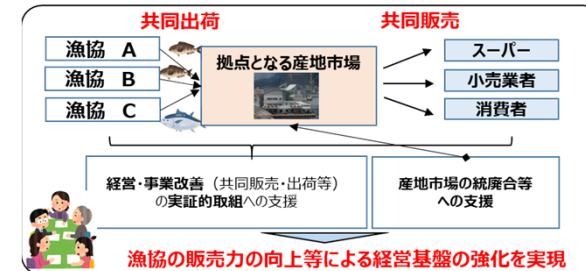 共同出荷
共同販売
漁協 A
漁協 B
漁協 C
拠点となる産地市場
スーパー
小売業者
消費者
経営・事業改善（共同販売・出荷等）
の実証的取組への支援
産地市場の統廃合等
への支援
漁協の販売力の向上等による経営基盤の強化を実現